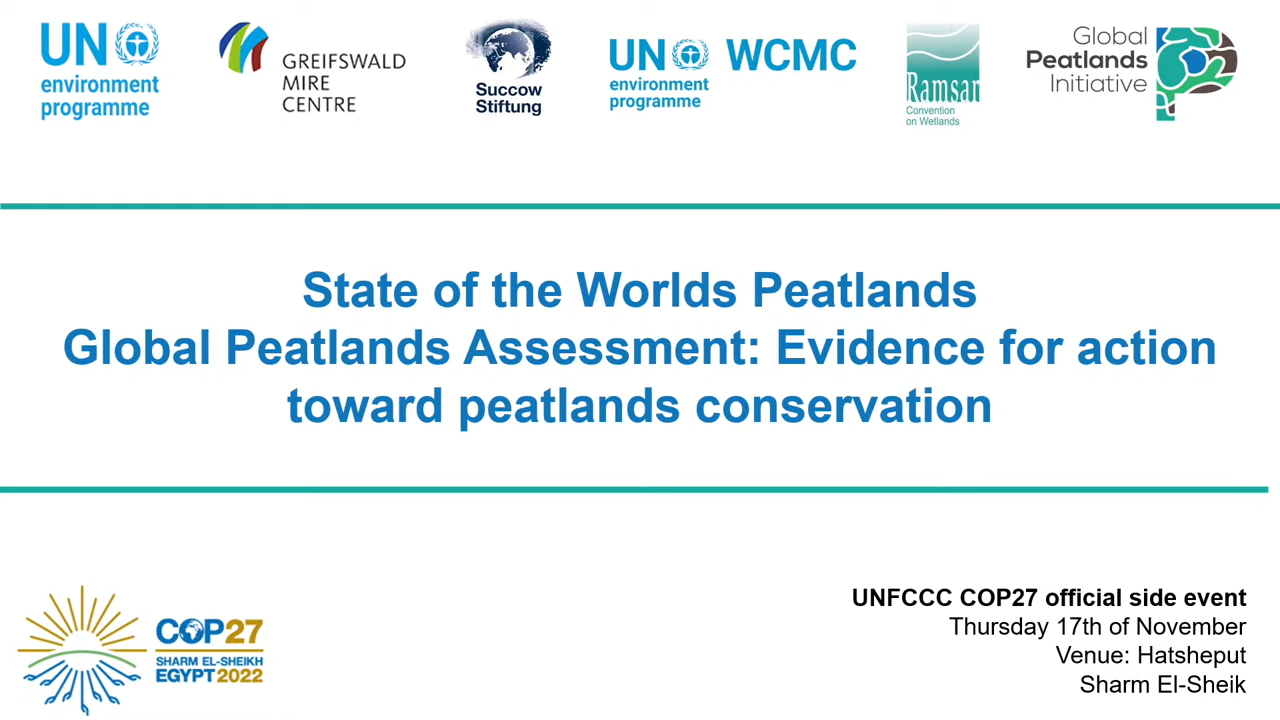 UN
environment
programme
GREIFSWALD
MIRE
CENTRE
Succow
Stiftung
UN WCMC
environment
programme
Ramsar
Convention
on Wetlands
Global
Peatlands
Initiative
State of the Worlds Peatlands
Global Peatlands Assessment: Evidence for action
toward peatlands conservation
COP27
SHARM EL-SHEIKH
EGYPT 2022
UNFCCC COP27 official side event
Thursday 17th of November
Venue: Hatsheput
Sharm El-Sheik